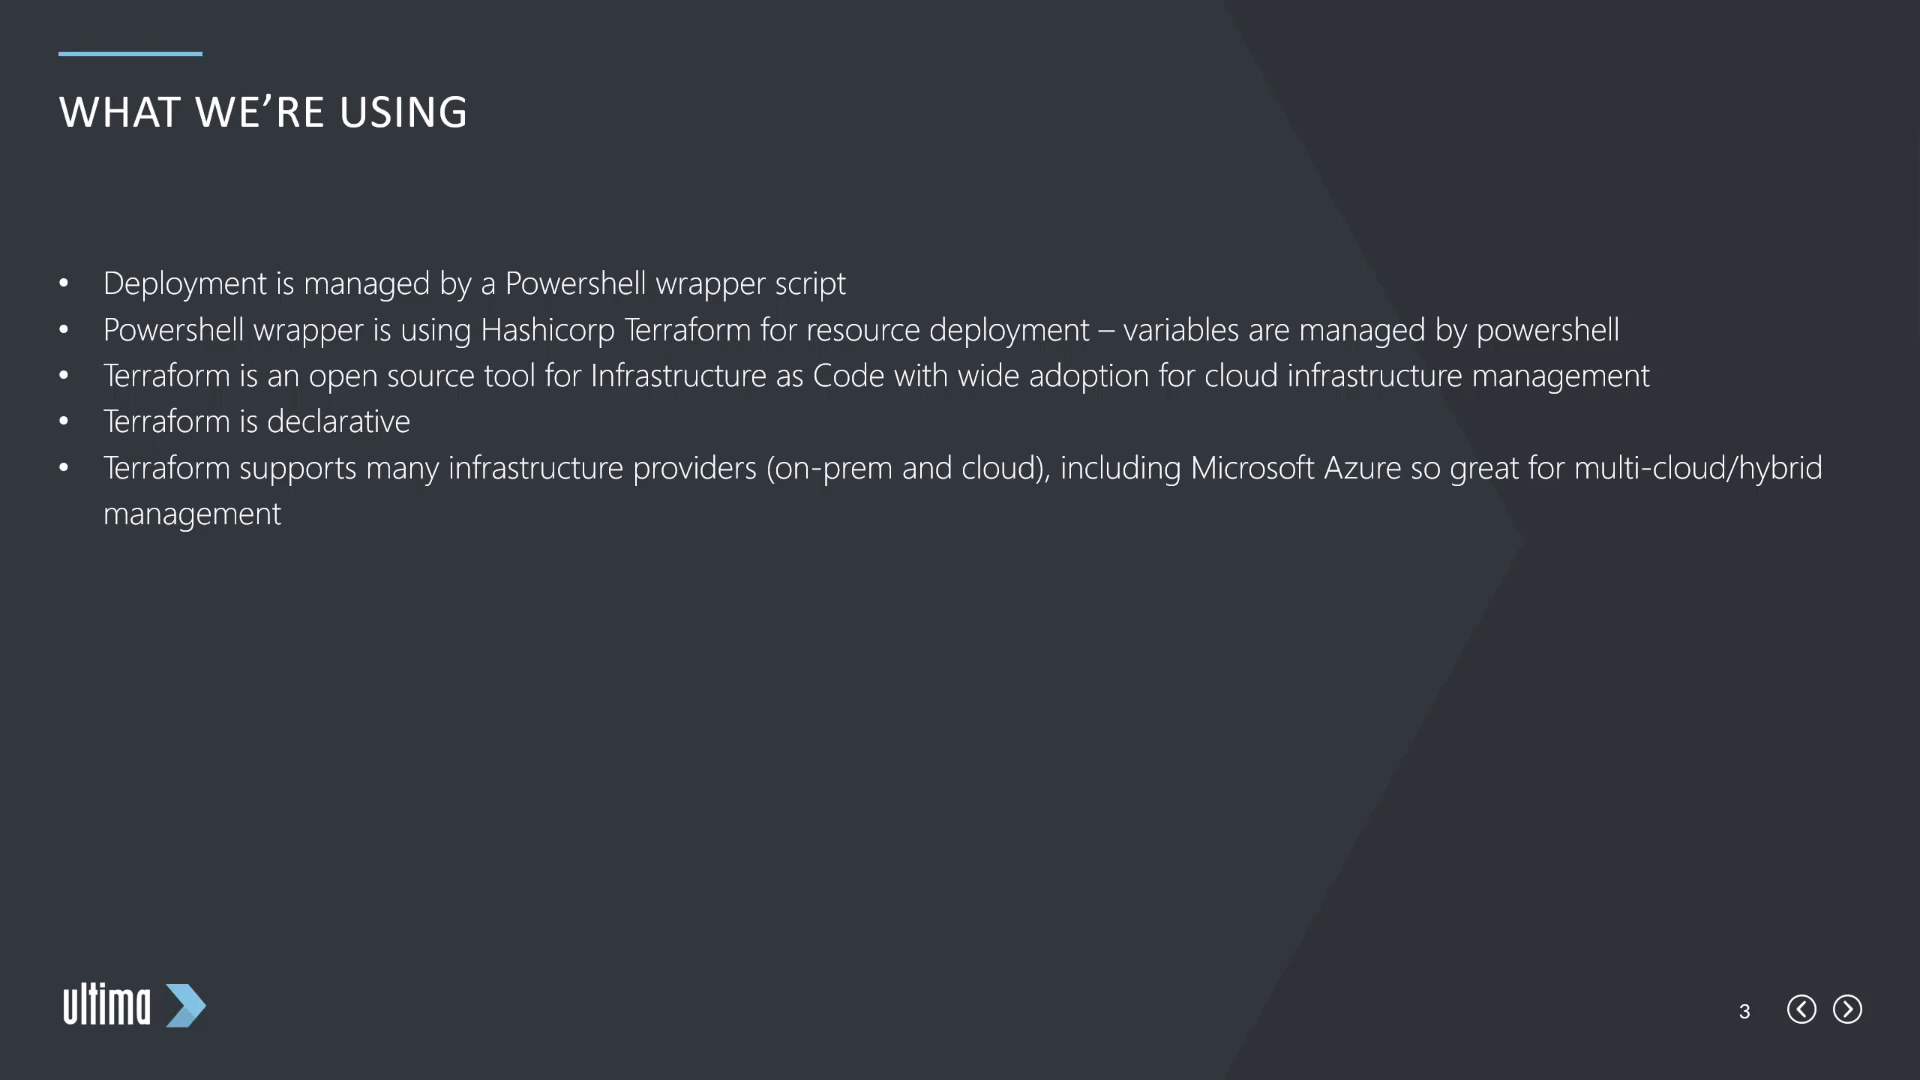 WHAT WE’RE USING
• Deployment is managed by a Powershell wrapper script
• Powershell wrapper is using Hashicorp Terraform for resource deployment – variables are managed by powershell
• Terraform is an open source tool for Infrastructure as Code with wide adoption for cloud infrastructure management
• Terraform is declarative
• Terraform supports many infrastructure providers (on-prem and cloud), including Microsoft Azure so great for multi-cloud/hybrid
management
ultima
3